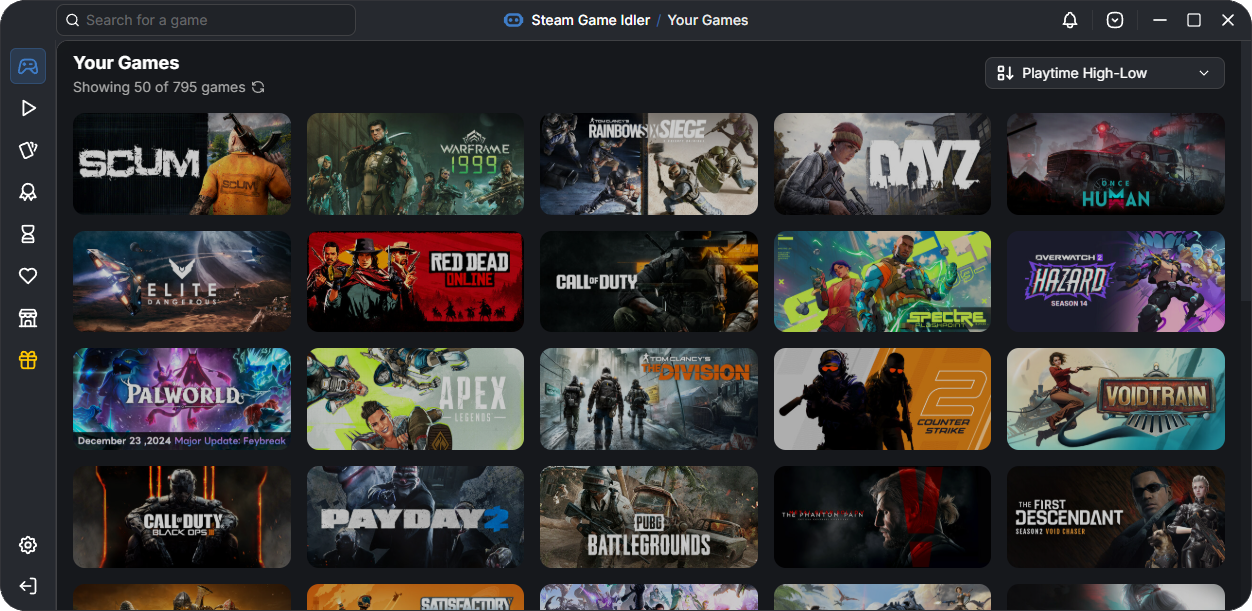 Search for a game
Steam Game Idler / Your Games
Your Games
Showing 50 of 795 games
Playtime High-Low
SCUM
SCUM
WARFRAME
1999
TOM CLANCY'S
RAINBOW SIX SIEGE
DAYZ
ONCE
HUMAN
ELITE
DANGEROUS
RED DEAD
ONLINE
CALL OF DUTY
SPECTRE
OVERWATCH 2
HAZARD
SEASON 14
PALWORLD
December 23 ,2024 Major Update: Feybreak
APEX
LEGENDS
TOM CLANCY'S
THE DIVISION
2
COUNTER
STRIKE
VOIDTRAIN
CALL OF DUTY
BLACK OPS III
PAYDAY 2
PUBG
BATTLEGROUNDS
THE PHANTOM PAIN
THE FIRST
DESCENDANT
SEASON2 VOID CHASER
SATISFACTORY